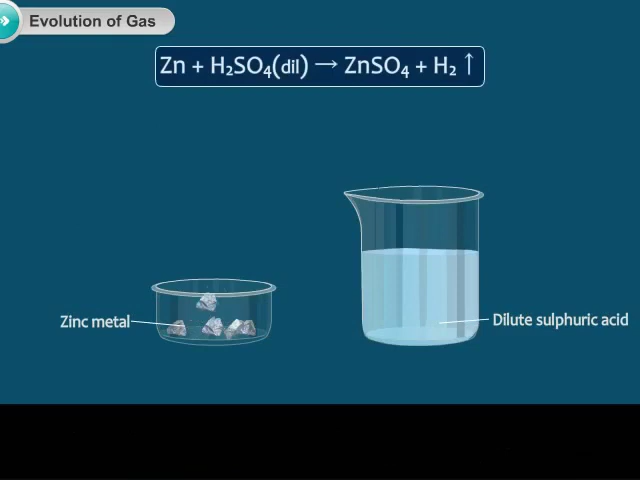 Evolution of Gas
Zn + H₂SO₄(dil) → ZnSO₄ + H₂ ↑
Zinc metal
Dilute sulphuric acid